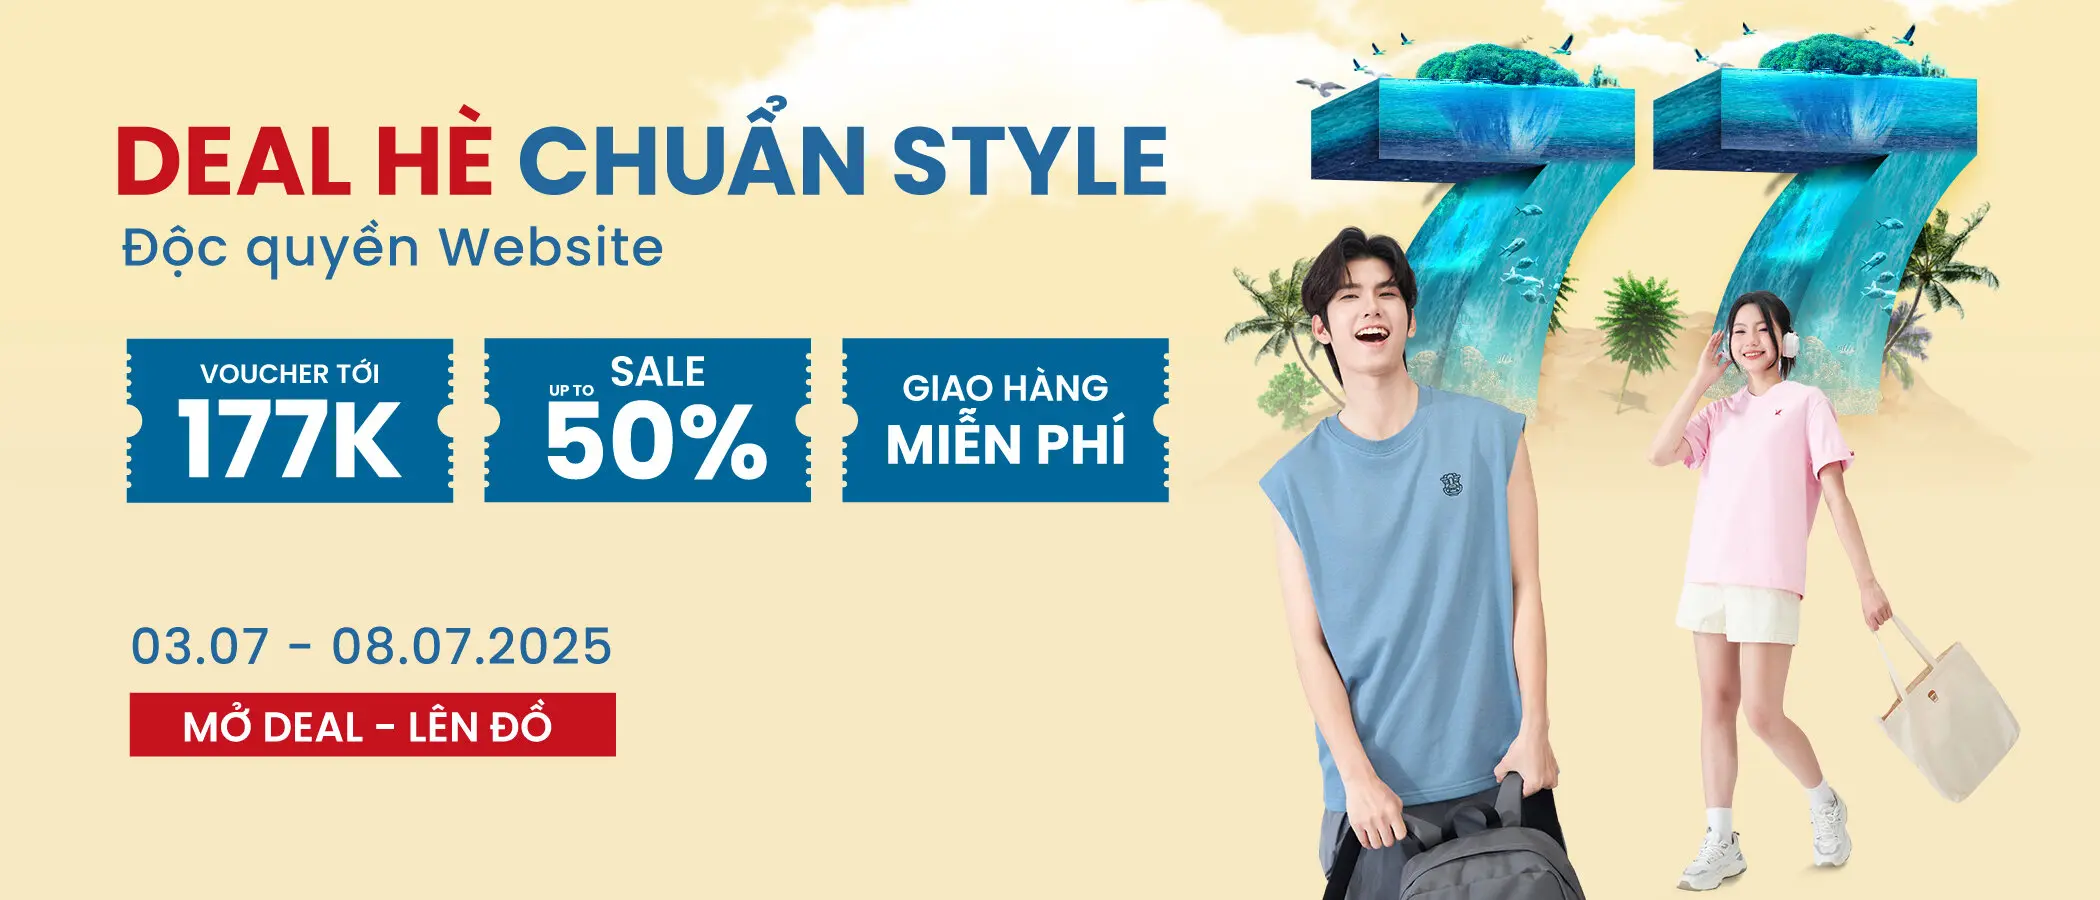 DEAL HÈ CHUẨN STYLE
Độc quyền Website
VOUCHER TỚI
177K
SALE
UP TO
50%
GIAO HÀNG
MIỄN PHÍ
77
03.07 - 08.07.2025
MỞ DEAL - LÊN ĐỒ